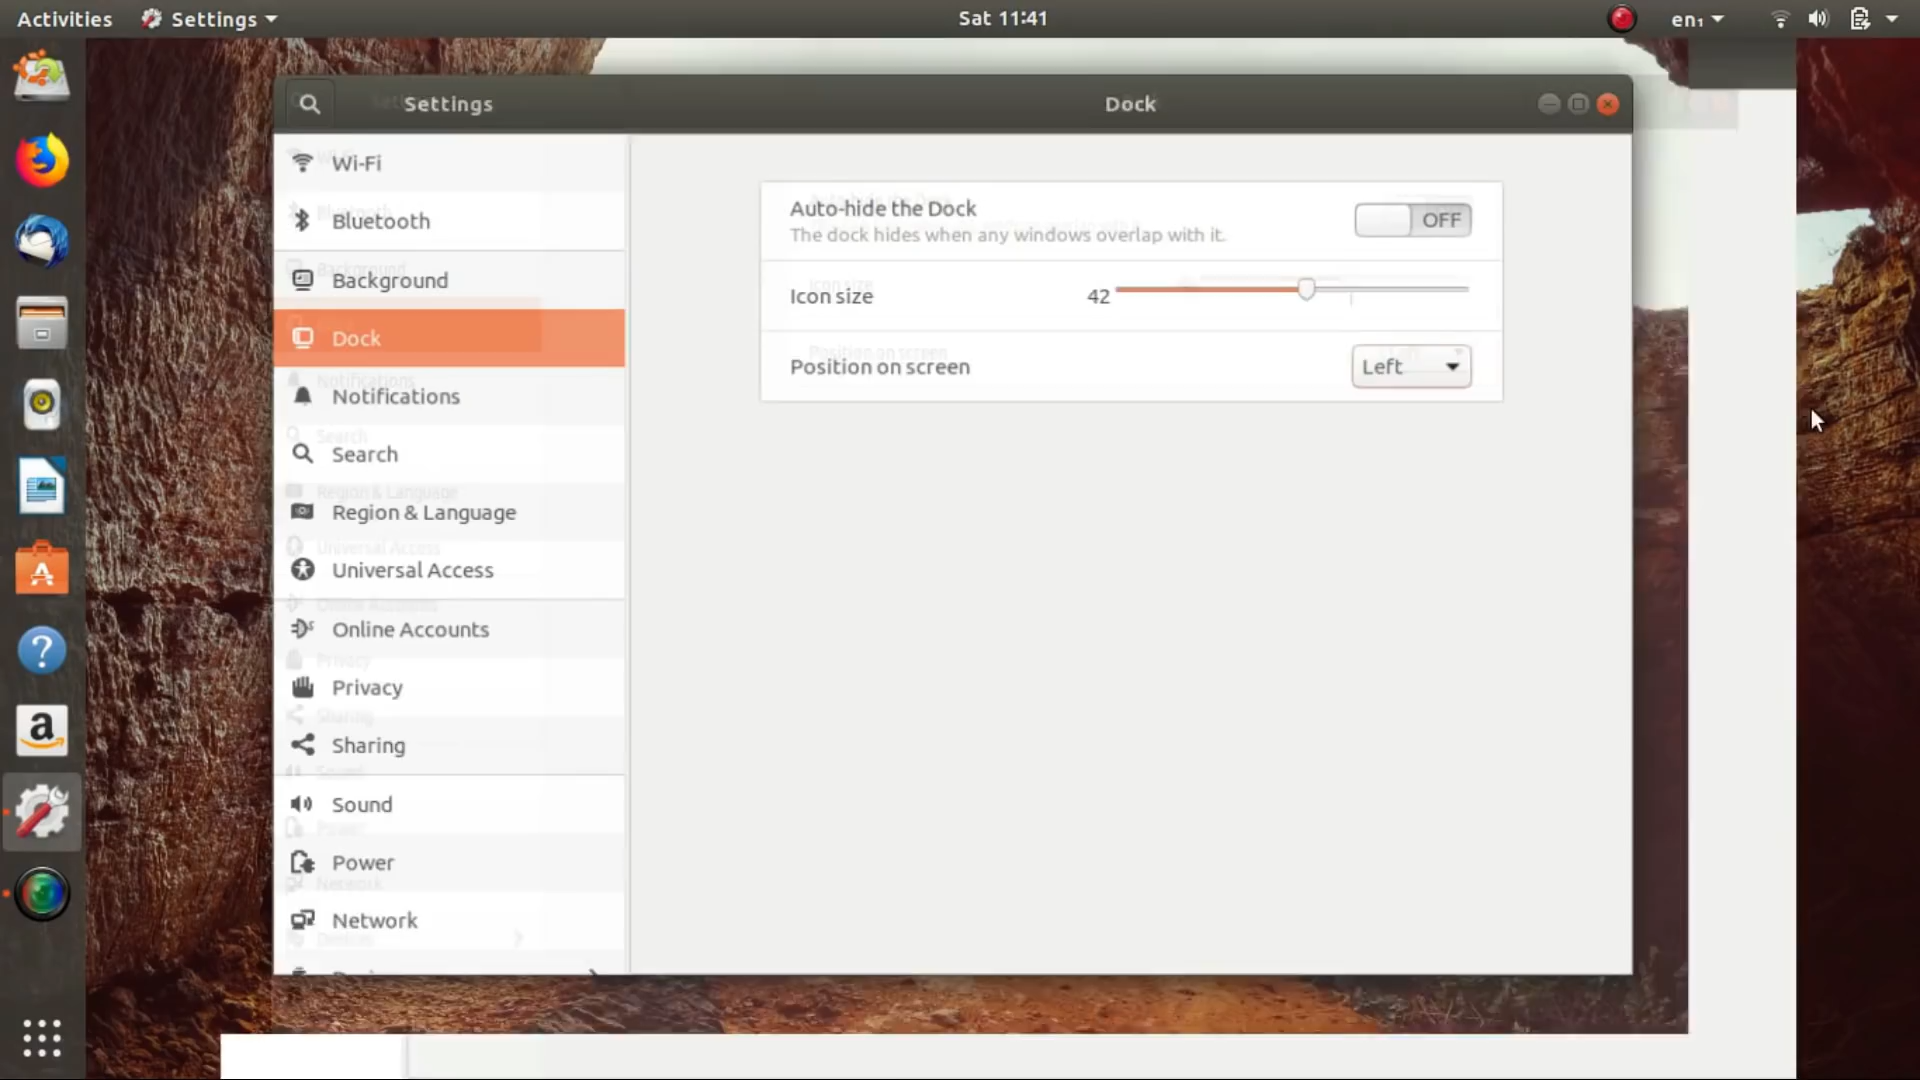 Activities Settings Sat 11:41 en₁
Settings Dock
Wi-Fi
Bluetooth
Background
Dock
Notifications
Search
Region & Language
Universal Access
Online Accounts
Privacy
Sharing
Sound
Power
Network
Auto-hide the Dock OFF
The dock hides when any windows overlap with it.
Icon size 42
Position on screen Left